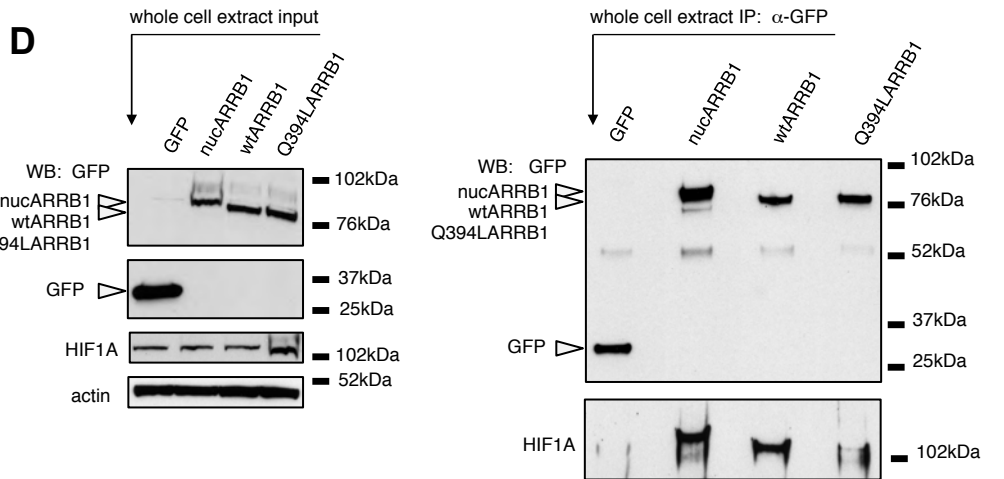 D
whole cell extract input
GFP
nucARRB1
wtARRB1
Q394LARRB1
WB: GFP
nucARRB1
wtARRB1
94LARRB1
102kDa
76kDa
GFP
37kDa
25kDa
HIF1A
102kDa
actin
52kDa
whole cell extract IP: α-GFP
GFP
nucARRB1
wtARRB1
Q394LARRB1
WB: GFP
nucARRB1
wtARRB1
Q394LARRB1
102kDa
76kDa
52kDa
37kDa
GFP
25kDa
HIF1A
102kDa